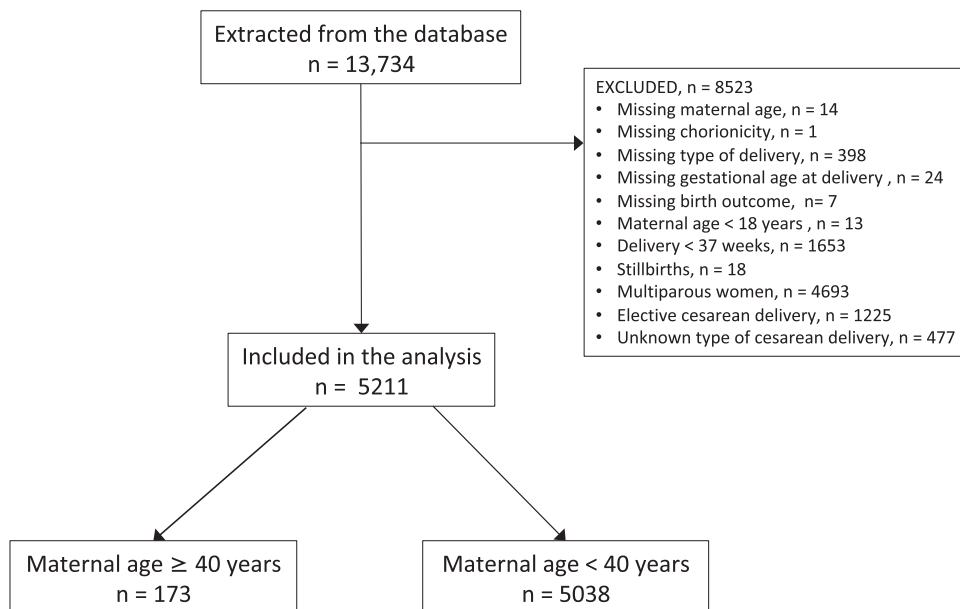 Extracted from the database
n = 13,734
EXCLUDED, n = 8523
• Missing maternal age, n = 14
• Missing chorionicity, n = 1
• Missing type of delivery, n = 398
• Missing gestational age at delivery , n = 24
• Missing birth outcome,  n= 7
• Maternal age < 18 years , n = 13
• Delivery < 37 weeks, n = 1653
• Stillbirths, n = 18
• Multiparous women, n = 4693
• Elective cesarean delivery, n = 1225
• Unknown type of cesarean delivery, n = 477
Included in the analysis
n =  5211
Maternal age ≥ 40 years
n = 173
Maternal age < 40 years
n = 5038